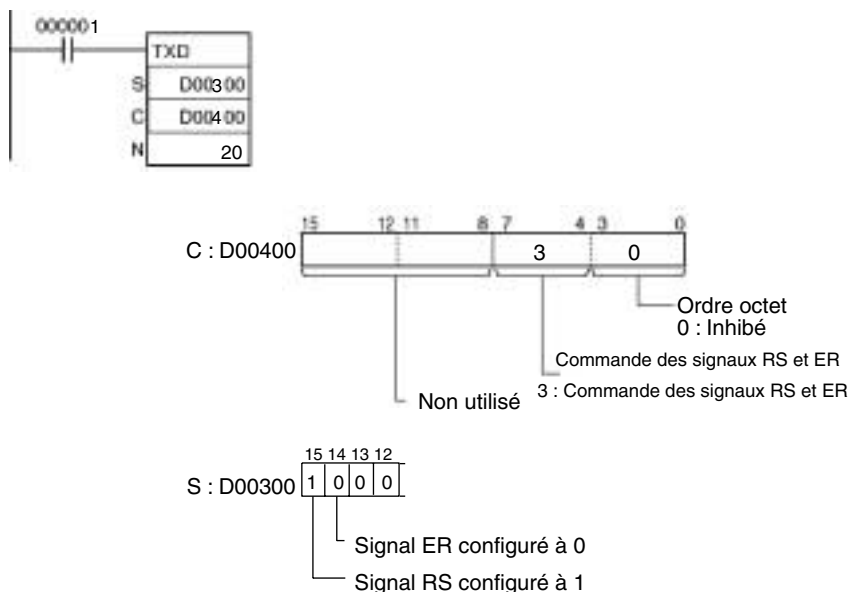 000001
TXD
S D00300
C D00400
N 20
15 12 11 8 7 4 3 0
C : D00400 3 0
Ordre octet
0 : Inhibé
Commande des signaux RS et ER
3 : Commande des signaux RS et ER
Non utilisé
15 14 13 12
S : D00300 1 0 0 0
Signal ER configuré à 0
Signal RS configuré à 1